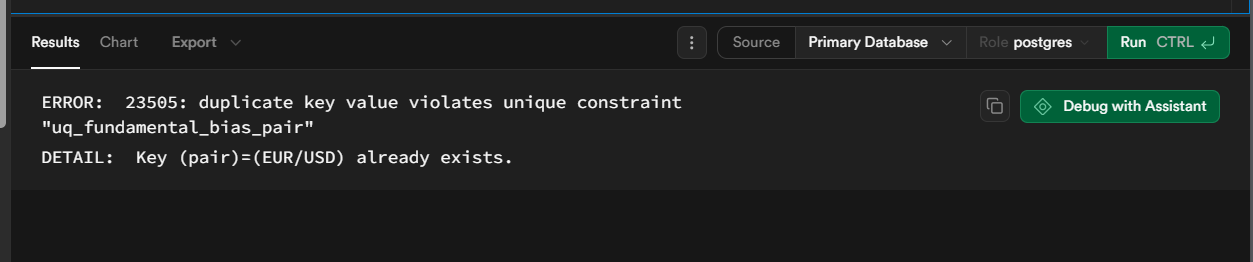 Results Chart Export Source Primary Database Role postgres Run CTRL
ERROR:  23505: duplicate key value violates unique constraint
"uq_fundamental_bias_pair"
DETAIL:  Key (pair)=(EUR/USD) already exists.
Debug with Assistant